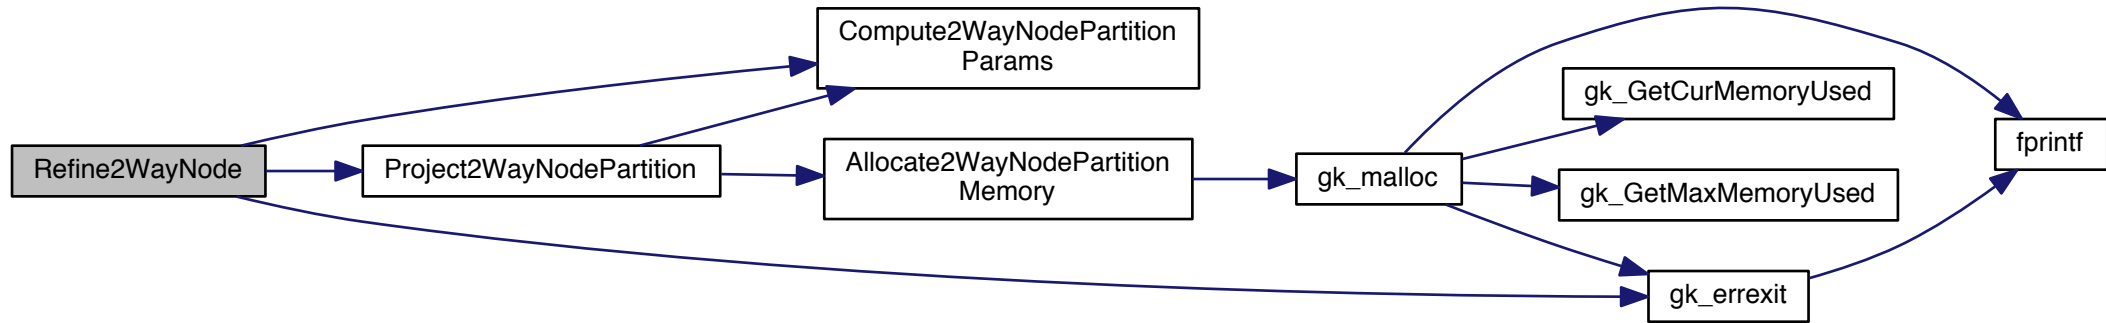 Refine2WayNode
Compute2WayNodePartition
Params
Project2WayNodePartition
Allocate2WayNodePartition
Memory
gk_malloc
gk_GetCurMemoryUsed
gk_GetMaxMemoryUsed
gk_errexit
fprintf